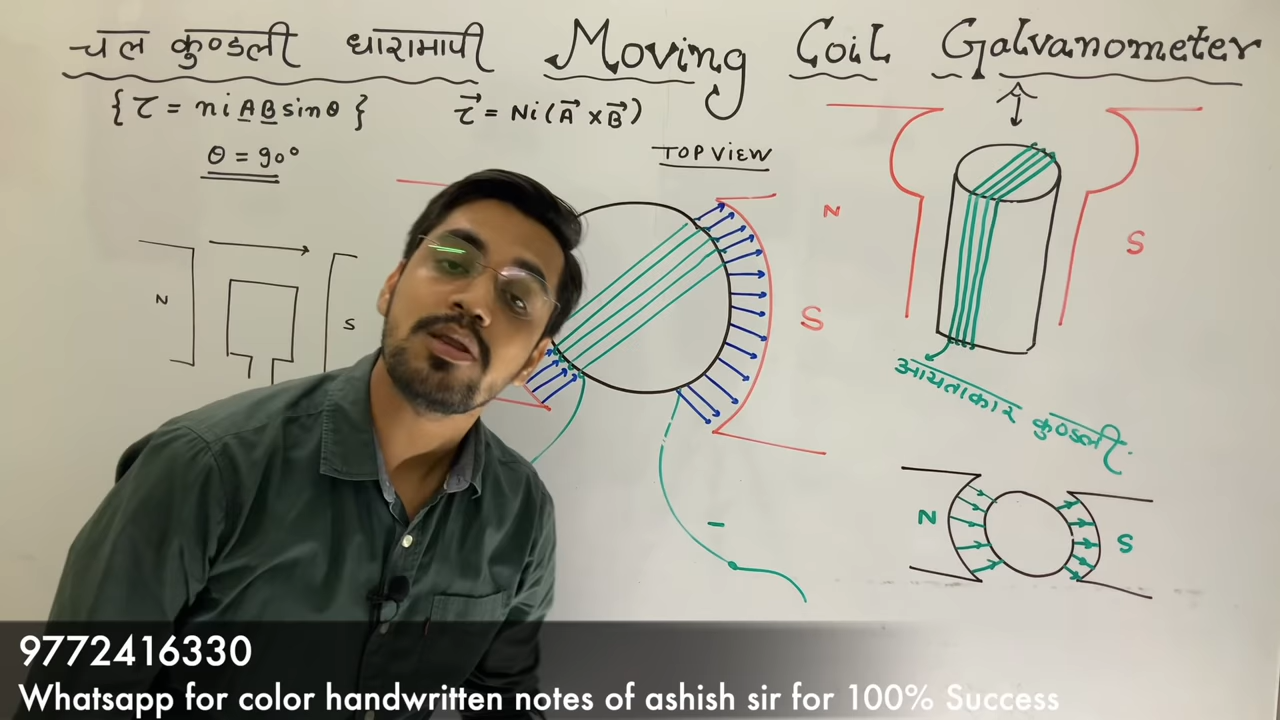 चल कुण्डली धारामापी Moving Coil Galvanometer
{ τ = niABsinθ } τ⃗ = Ni(A⃗ × B⃗)
θ = 90°
TOP VIEW
N
S
S
N
S
आयताकार कुण्डली
N
S
-
9772416330
Whatsapp for color handwritten notes of ashish sir for 100% Success